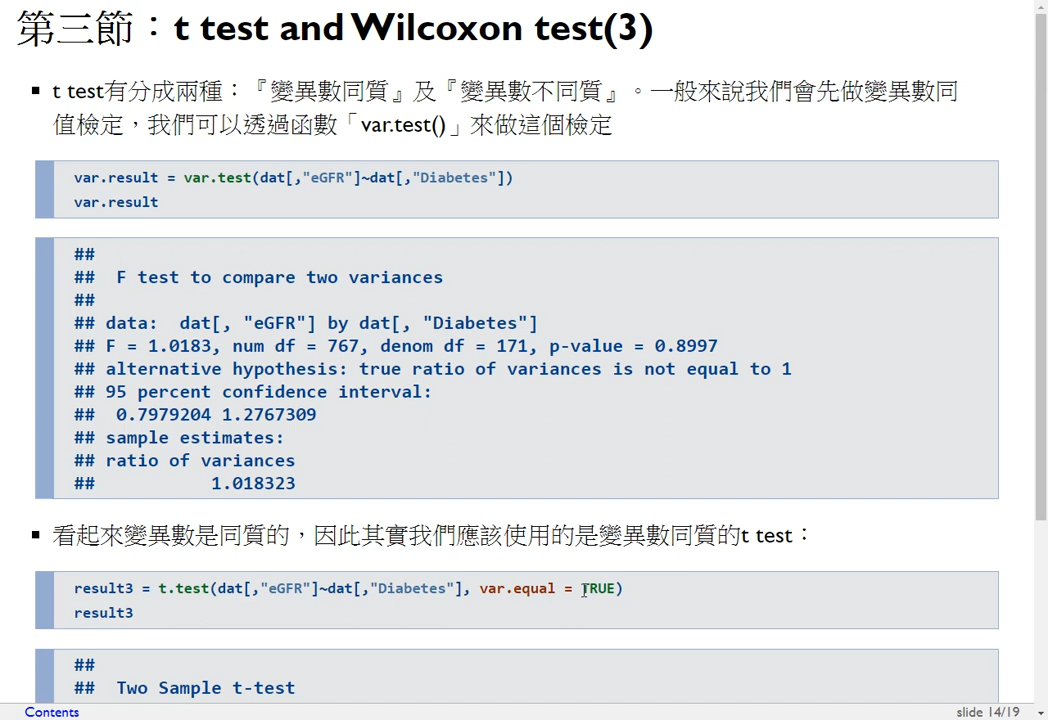 第三節：t test and Wilcoxon test(3)
▪ t test有分成兩種：『變異數同質』及『變異數不同質』。一般來說我們會先做變異數同
值檢定，我們可以透過函數「var.test()」來做這個檢定
var.result = var.test(dat[,"eGFR"]~dat[,"Diabetes"])
var.result
##
##  F test to compare two variances
##
## data:  dat[, "eGFR"] by dat[, "Diabetes"]
## F = 1.0183, num df = 767, denom df = 171, p-value = 0.8997
## alternative hypothesis: true ratio of variances is not equal to 1
## 95 percent confidence interval:
##  0.7979204 1.2767309
## sample estimates:
## ratio of variances
##           1.018323
▪ 看起來變異數是同質的，因此其實我們應該使用的是變異數同質的t test：
result3 = t.test(dat[,"eGFR"]~dat[,"Diabetes"], var.equal = TRUE)
result3
##
##  Two Sample t-test
Contents
slide 14/19